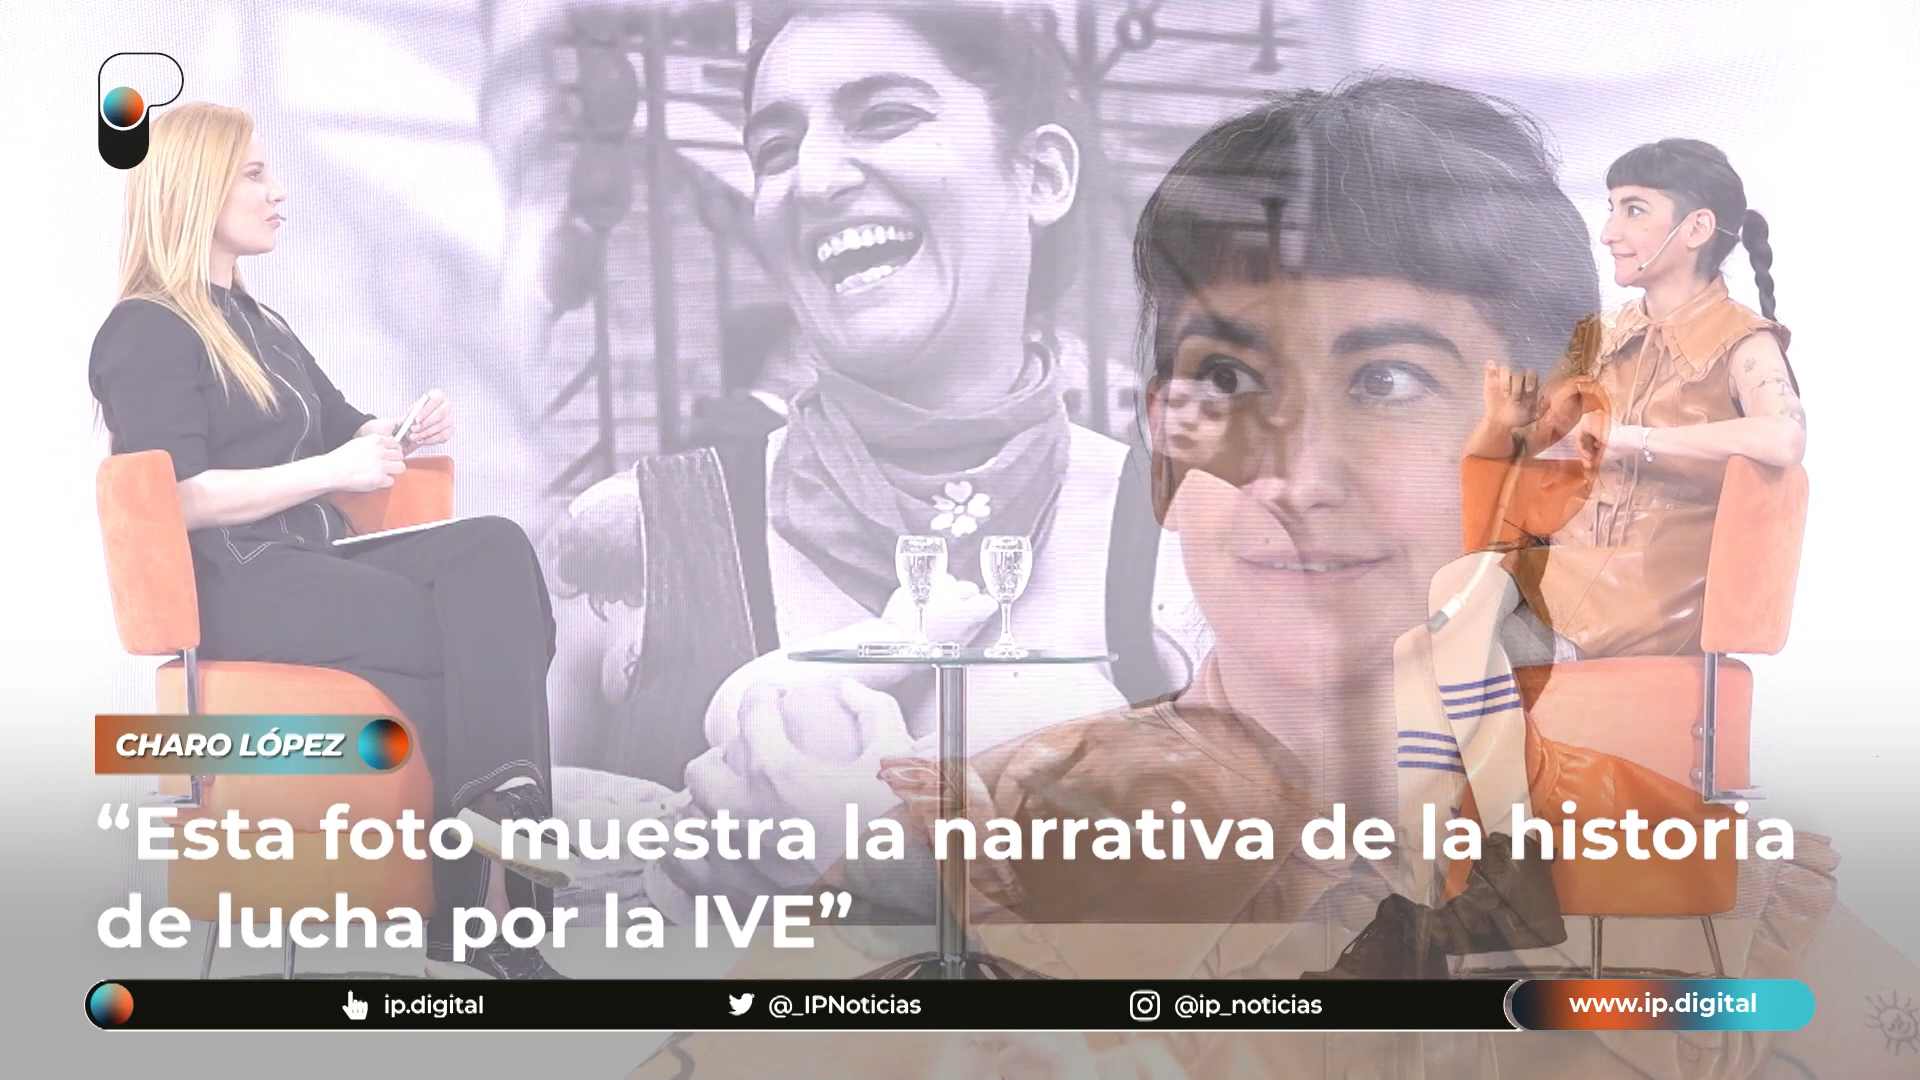 CHARO LÓPEZ
“Esta foto muestra la narrativa de la historia
de lucha por la IVE”
ip.digital
@_IPNoticias
@ip_noticias
www.ip.digital